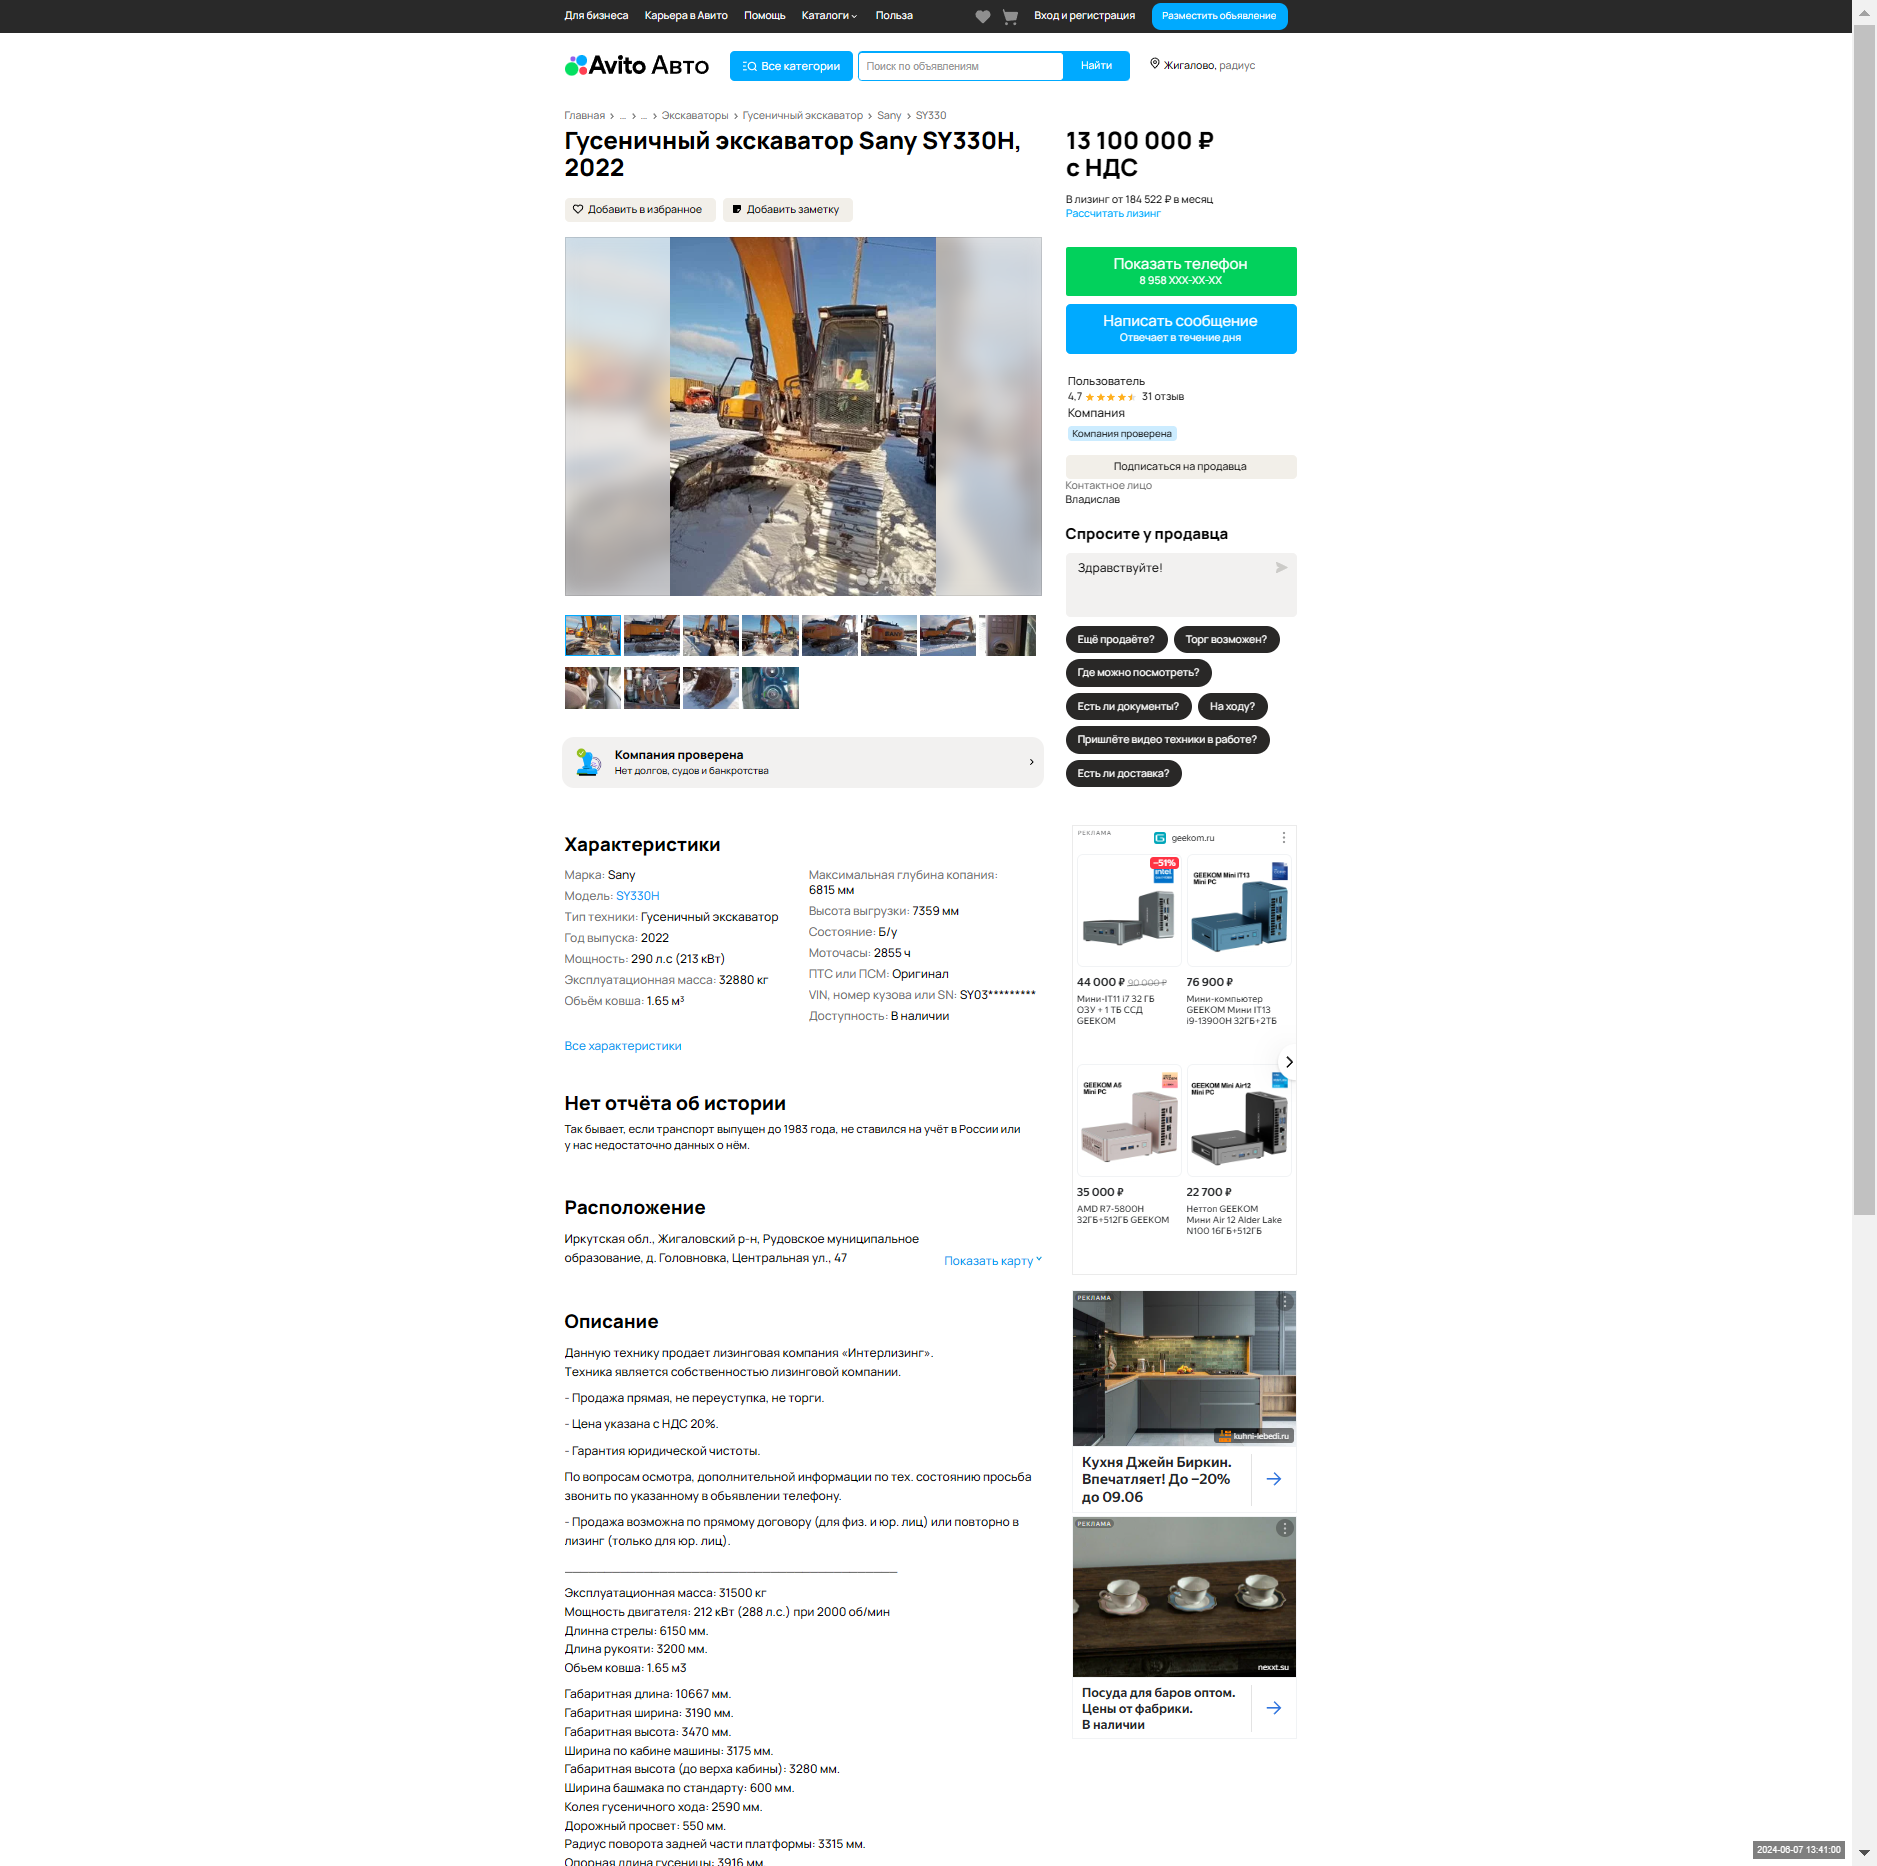 Для бизнеса Карьера в Авито Помощь Каталоги Польза Вход и регистрация Разместить объявление
Avito Авто Все категории Поиск по объявлениям Найти Жигалово, радиус
Главная › ... › ... › Экскаваторы › Гусеничный экскаватор › Sany › SY330
Гусеничный экскаватор Sany SY330H,
2022
Добавить в избранное Добавить заметку
13 100 000 ₽
с НДС
В лизинг от 184 522 ₽ в месяц
Рассчитать лизинг
Показать телефон
8 958 XXX-XX-XX
Написать сообщение
Отвечает в течение дня
Пользователь
4,7 31 отзыв
Компания
Компания проверена
Подписаться на продавца
Контактное лицо
Владислав
Спросите у продавца
Здравствуйте!
Ещё продаёте? Торг возможен?
Где можно посмотреть?
Есть ли документы? На ходу?
Пришлёте видео техники в работе?
Есть ли доставка?
Avito
Компания проверена
Нет долгов, судов и банкротства
Характеристики
Марка: Sany
Модель: SY330H
Тип техники: Гусеничный экскаватор
Год выпуска: 2022
Мощность: 290 л.с (213 кВт)
Эксплуатационная масса: 32880 кг
Объём ковша: 1.65 м³
Максимальная глубина копания:
6815 мм
Высота выгрузки: 7359 мм
Состояние: Б/у
Моточасы: 2855 ч
ПТС или ПСМ: Оригинал
VIN, номер кузова или SN: SY03*********
Доступность: В наличии
Все характеристики
Нет отчёта об истории
Так бывает, если транспорт выпущен до 1983 года, не ставился на учёт в России или
у нас недостаточно данных о нём.
Расположение
Иркутская обл., Жигаловский р-н, Рудовское муниципальное
образование, д. Головновка, Центральная ул., 47
Показать карту
Описание
Данную технику продает лизинговая компания «Интерлизинг».
Техника является собственностью лизинговой компании.
- Продажа прямая, не переуступка, не торги.
- Цена указана с НДС 20%.
- Гарантия юридической чистоты.
По вопросам осмотра, дополнительной информации по тех. состоянию просьба
звонить по указанному в объявлении телефону.
- Продажа возможна по прямому договору (для физ. и юр. лиц) или повторно в
лизинг (только для юр. лиц).
Эксплуатационная масса: 31500 кг
Мощность двигателя: 212 кВт (288 л.с.) при 2000 об/мин
Длинна стрелы: 6150 мм.
Длина рукояти: 3200 мм.
Объем ковша: 1.65 м3
Габаритная длина: 10667 мм.
Габаритная ширина: 3190 мм.
Габаритная высота: 3470 мм.
Ширина по кабине машины: 3175 мм.
Габаритная высота (до верха кабины): 3280 мм.
Ширина башмака по стандарту: 600 мм.
Колея гусеничного хода: 2590 мм.
Дорожный просвет: 550 мм.
Радиус поворота задней части платформы: 3315 мм.
Опорная длина гусеницы: 3916 мм.
РЕКЛАМА
geekom.ru
−51%
intel
GEEKOM Mini IT13
Mini PC
44 000 ₽ 90 000 ₽
Мини-IT11 i7 32 ГБ
ОЗУ + 1 ТБ ССД
GEEKOM
76 900 ₽
Мини-компьютер
GEEKOM Мини IT13
i9-13900H 32ГБ+2ТБ
GEEKOM A5
Mini PC
GEEKOM Mini Air12
Mini PC
35 000 ₽
AMD R7-5800H
32ГБ+512ГБ GEEKOM
22 700 ₽
Неттоп GEEKOM
Мини Air 12 Alder Lake
N100 16ГБ+512ГБ
РЕКЛАМА
kuhni-lebedi.ru
Кухня Джейн Биркин.
Впечатляет! До −20%
до 09.06
РЕКЛАМА
nexxt.su
Посуда для баров оптом.
Цены от фабрики.
В наличии
2024-06-07 13:41:00